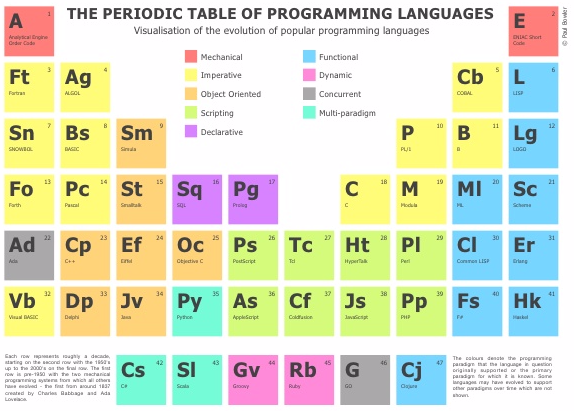 THE PERIODIC TABLE OF PROGRAMMING LANGUAGES
Visualisation of the evolution of popular programming languages
© Paul Bowler
Mechanical
Imperative
Object Oriented
Scripting
Declarative
Functional
Dynamic
Concurrent
Multi-paradigm
A 1
Analytical Engine
Order Code
E 2
ENIAC Short
Code
Ft 3
Fortran
Ag 4
ALGOL
Cb 5
COBAL
L 6
LISP
Sn 7
SNOWBOL
Bs 8
BASIC
Sm 9
Simula
P 10
PL/1
B 11
B
Lg 12
LOGO
Fo 13
Forth
Pc 14
Pascal
St 15
Smalltalk
Sq 16
SQL
Pg 17
Prolog
C 18
C
M 19
Modula
Ml 20
ML
Sc 21
Scheme
Ad 22
Ada
Cp 23
C++
Ef 24
Eiffel
Oc 25
Objective C
Ps 26
PostScript
Tc 27
Tcl
Ht 28
HyperTalk
Pl 29
Perl
Cl 30
Common LISP
Er 31
Erlang
Vb 32
Visual BASIC
Dp 33
Delphi
Jv 34
Java
Py 35
Python
As 36
AppleScript
Cf 37
Coldfusion
Js 38
JavaScript
Pp 39
PHP
Fs 40
F#
Hk 41
Haskel
Cs 42
C#
Sl 43
Scala
Gv 44
Groovy
Rb 45
Ruby
G 46
GO
Cj 47
Clojure
Each row represents roughly a decade,
starting on the second row with the 1950's
up to the 2000's on the final row. The first
row is pre-1950 with the two mechanical
programming systems from which all others
have evolved - the first from around 1837
created by Charles Babbage and Ada
Lovelace.
The colours denote the programming
paradigm that the language in question
originally supported or the primary
paradigm for which it is known. Some
languages may have evolved to support
other paradigms over time which are not
shown.